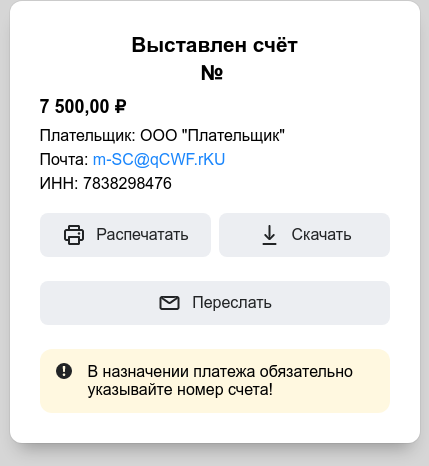 Выставлен счёт
№
7 500,00 ₽
Плательщик: ООО "Плательщик"
Почта: m-SC@qCWF.rKU
ИНН: 7838298476
Распечатать
Скачать
Переслать
В назначении платежа обязательно
указывайте номер счета!